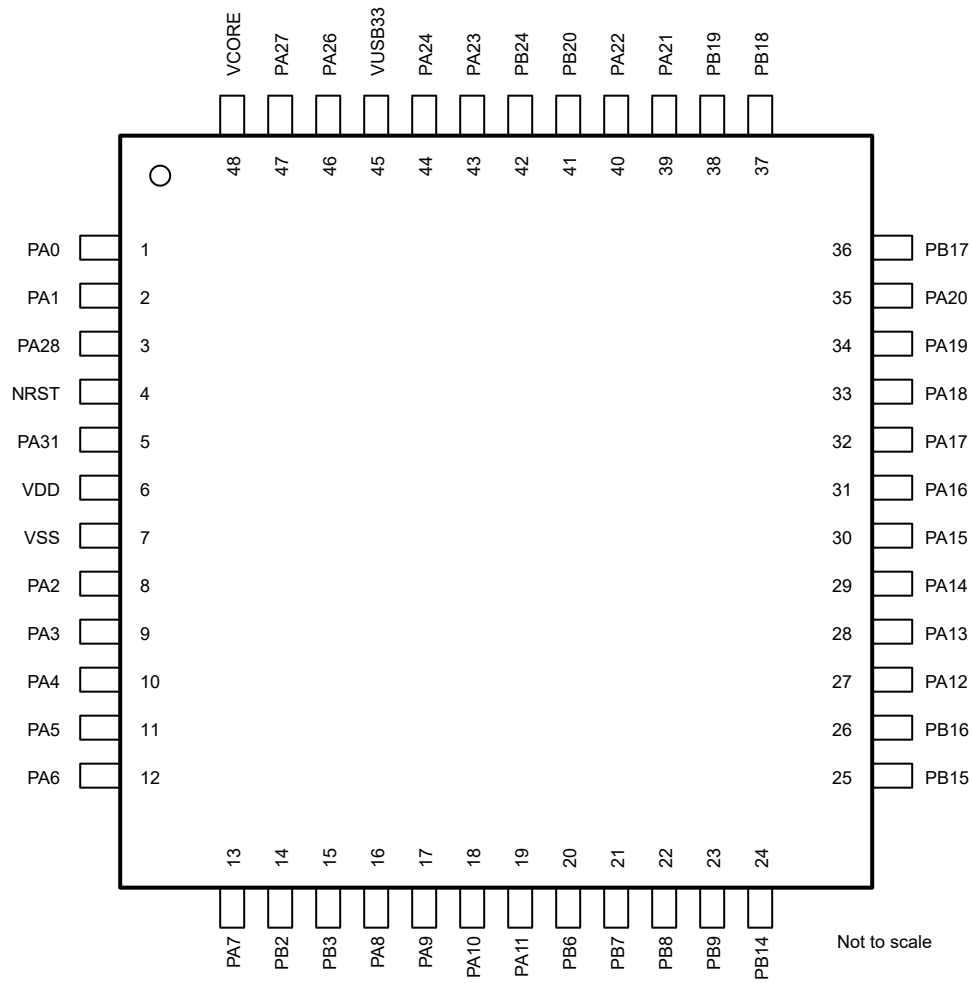 VCORE PA27 PA26 VUSB33 PA24 PA23 PB24 PB20 PA22 PA21 PB19 PB18
48 47 46 45 44 43 42 41 40 39 38 37
PA0 1 36 PB17
PA1 2 35 PA20
PA28 3 34 PA19
NRST 4 33 PA18
PA31 5 32 PA17
VDD 6 31 PA16
VSS 7 30 PA15
PA2 8 29 PA14
PA3 9 28 PA13
PA4 10 27 PA12
PA5 11 26 PB16
PA6 12 25 PB15
13 14 15 16 17 18 19 20 21 22 23 24
PA7 PB2 PB3 PA8 PA9 PA10 PA11 PB6 PB7 PB8 PB9 PB14
Not to scale